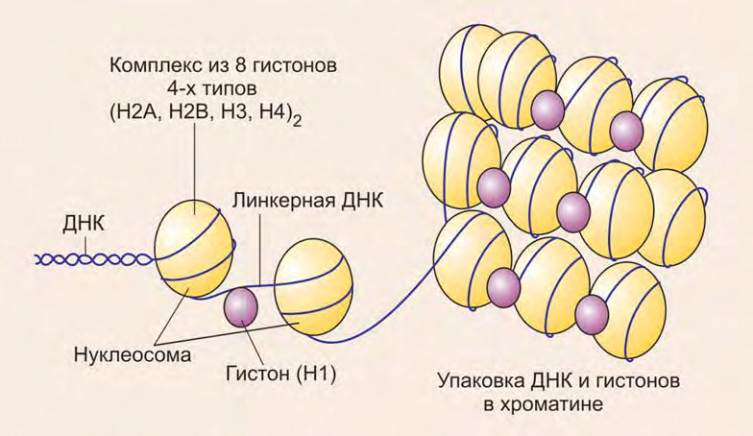 Комплекс из 8 гистонов
4-х типов
(H2A, H2B, H3, H4)2
Линкерная ДНК
ДНК
Нуклеосома
Гистон (H1)
Упаковка ДНК и гистонов
в хроматине